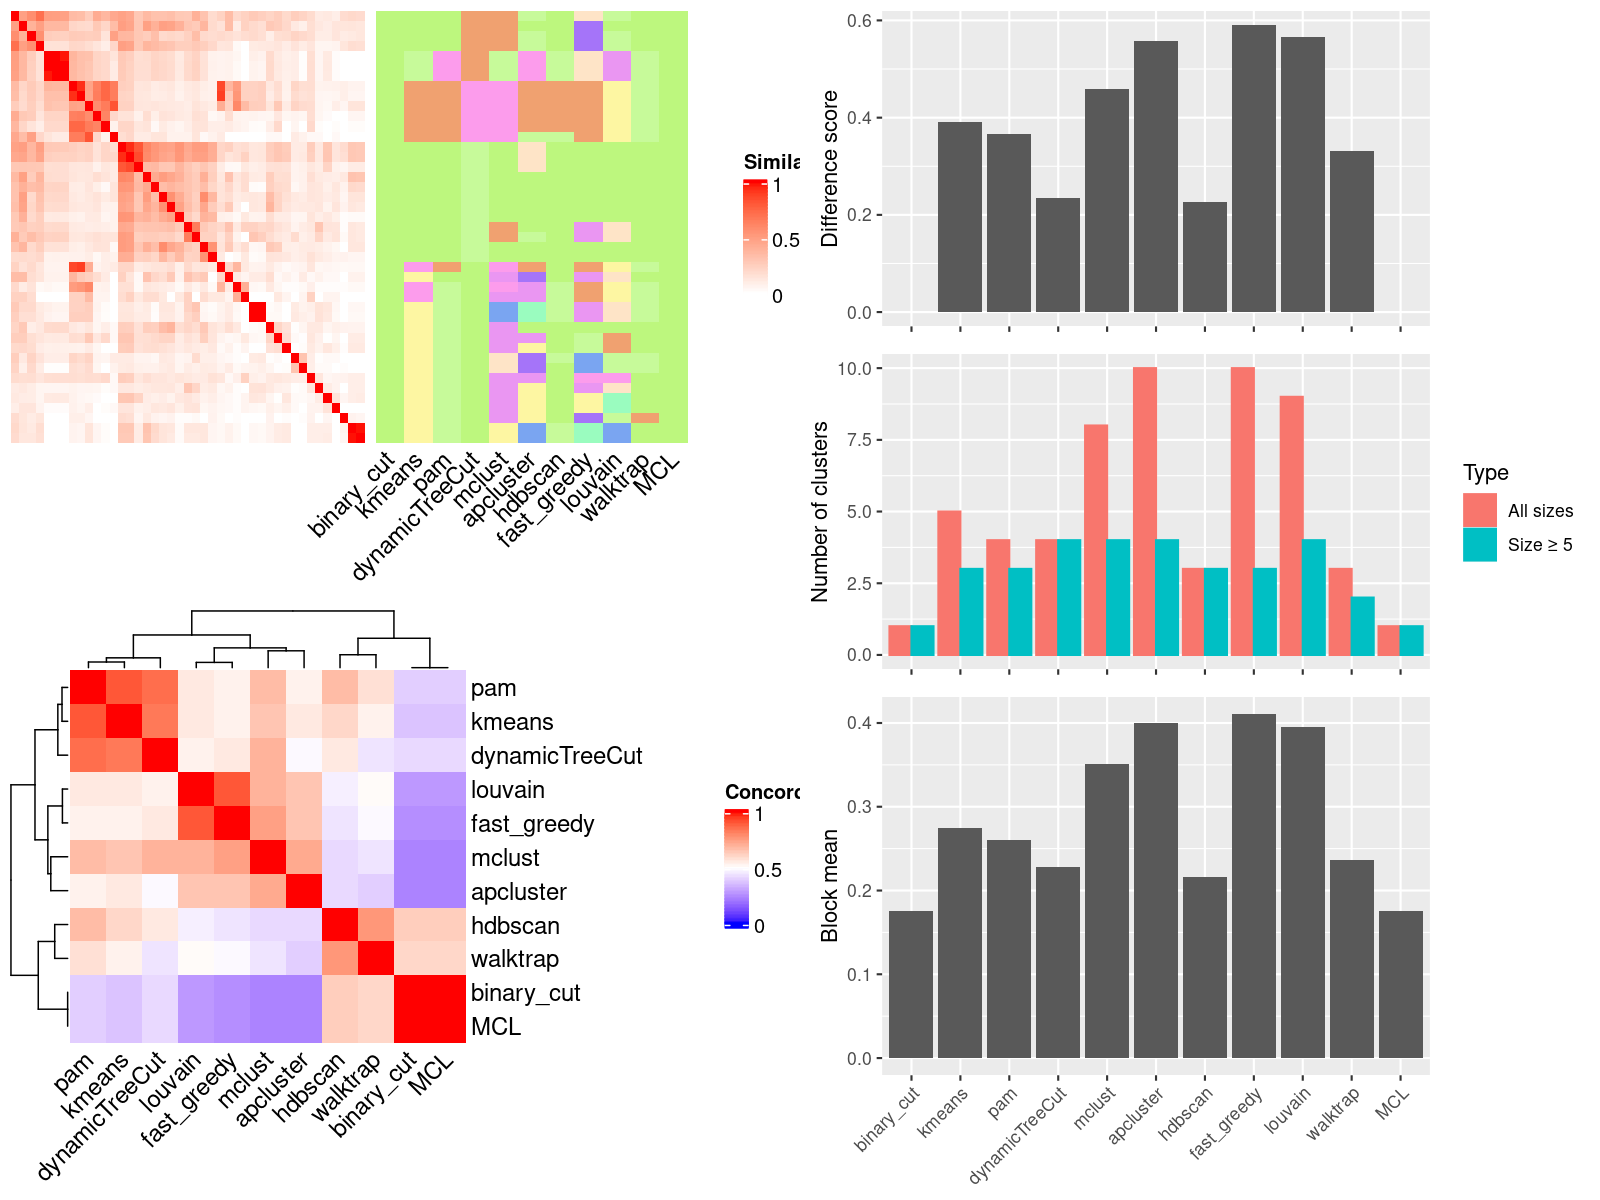 Simila
1
0.5
0
binary_cut
kmeans
pam
dynamicTreeCut
mclust
apcluster
hdbscan
fast_greedy
louvain
walktrap
MCL
pam
kmeans
dynamicTreeCut
louvain
fast_greedy
mclust
apcluster
hdbscan
walktrap
binary_cut
MCL
pam
kmeans
dynamicTreeCut
louvain
fast_greedy
mclust
apcluster
hdbscan
walktrap
binary_cut
MCL
Concord
1
0.5
0
Difference score
0.6
0.4
0.2
0.0
Number of clusters
10.0
7.5
5.0
2.5
0.0
Type
All sizes
Size ≥ 5
Block mean
0.4
0.3
0.2
0.1
0.0
binary_cut
kmeans
pam
dynamicTreeCut
mclust
apcluster
hdbscan
fast_greedy
louvain
walktrap
MCL